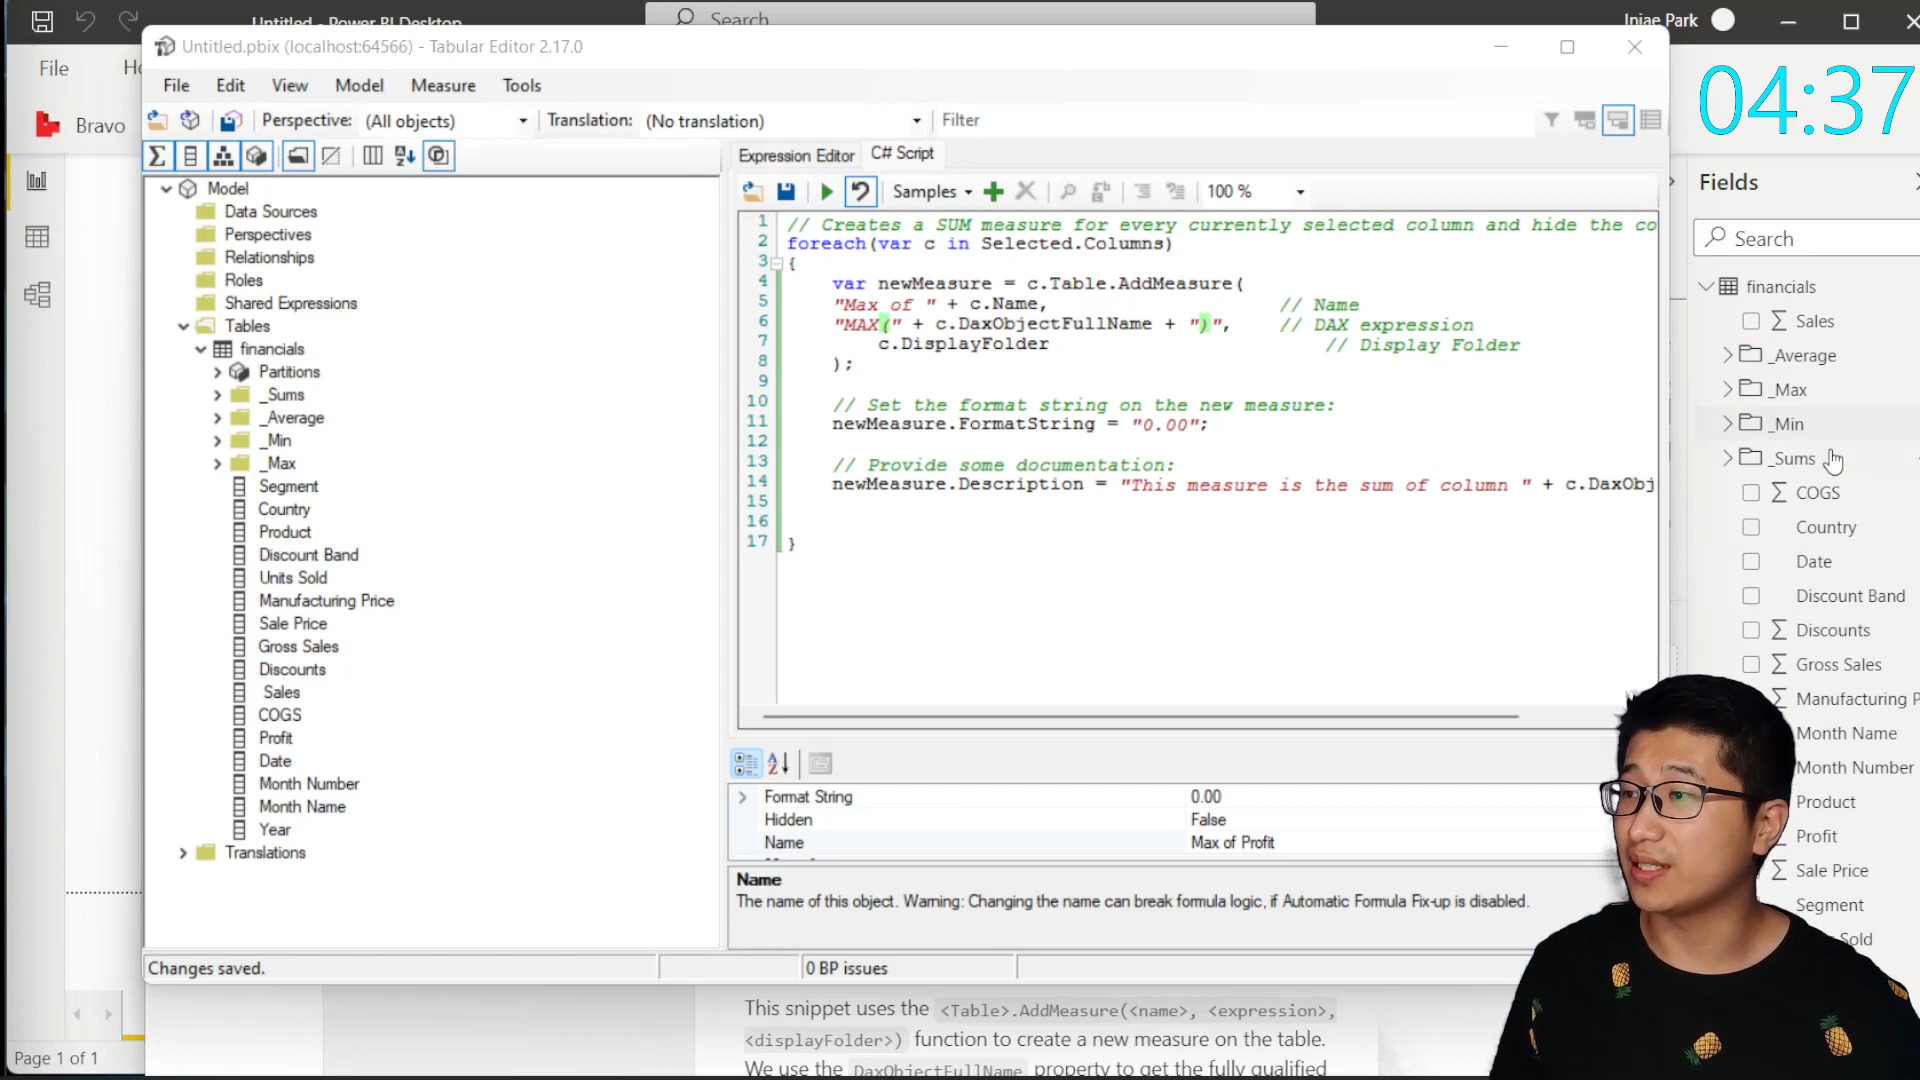 Untitled - Power BI Desktop
Search
Injae Park
Untitled.pbix (localhost:64566) - Tabular Editor 2.17.0
File
04:37
File Edit View Model Measure Tools
Bravo
Perspective: (All objects) Translation: (No translation) Filter
Expression Editor C# Script
Samples 100 %
Fields
Search
Model
Data Sources
Perspectives
Relationships
Roles
Shared Expressions
Tables
financials
Partitions
_Sums
_Average
_Min
_Max
Segment
Country
Product
Discount Band
Units Sold
Manufacturing Price
Sale Price
Gross Sales
Discounts
Sales
COGS
Profit
Date
Month Number
Month Name
Year
Translations
1 // Creates a SUM measure for every currently selected column and hide the co
2 foreach(var c in Selected.Columns)
3 {
4 var newMeasure = c.Table.AddMeasure(
5 "Max of " + c.Name, // Name
6 "MAX(" + c.DaxObjectFullName + ")", // DAX expression
7 c.DisplayFolder // Display Folder
8 );
9
10 // Set the format string on the new measure:
11 newMeasure.FormatString = "0.00";
12
13 // Provide some documentation:
14 newMeasure.Description = "This measure is the sum of column " + c.DaxObj
15
16
17 }
Format String 0.00
Hidden False
Name Max of Profit
Name
The name of this object. Warning: Changing the name can break formula logic, if Automatic Formula Fix-up is disabled.
Changes saved. 0 BP issues
financials
Sales
_Average
_Max
_Min
_Sums
COGS
Country
Date
Discount Band
Discounts
Gross Sales
Manufacturing P
Month Name
Month Number
Product
Profit
Sale Price
Segment
Sold
This snippet uses the <Table>.AddMeasure(<name>, <expression>,
<displayFolder>) function to create a new measure on the table.
We use the DaxObjectFullName property to get the fully qualified
Page 1 of 1